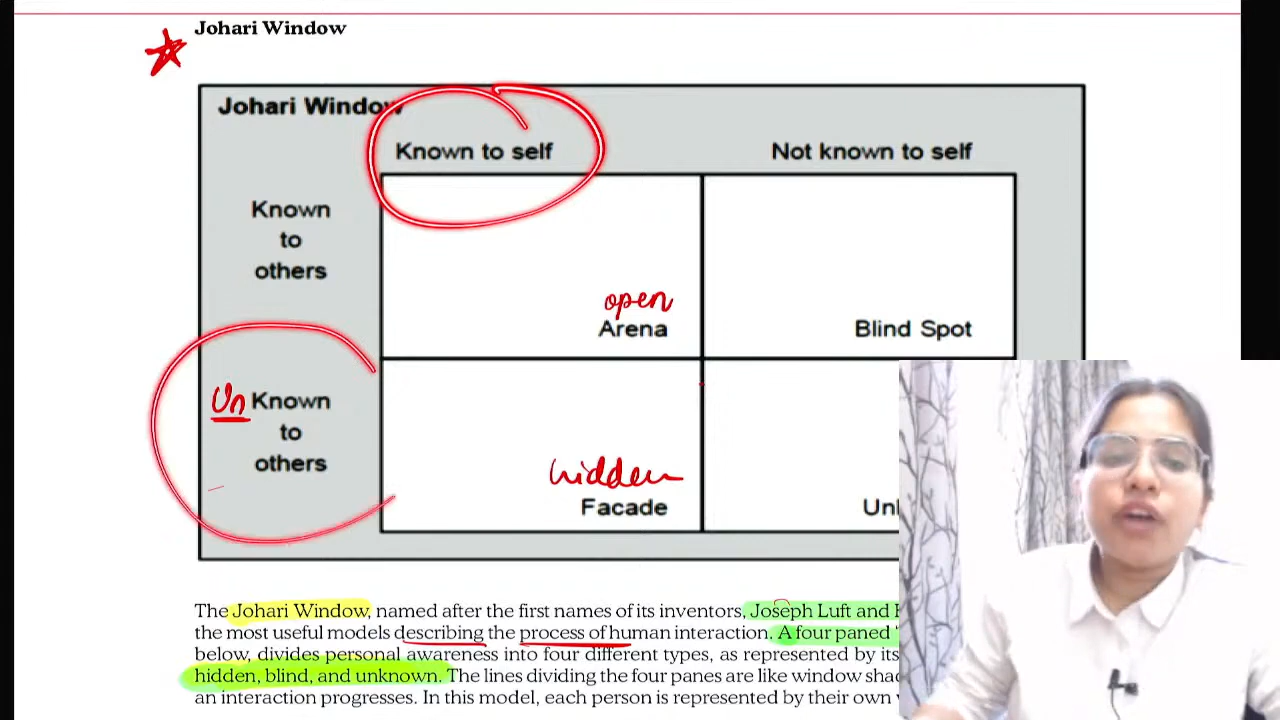 Johari Window
Johari Window
Known to self Not known to self
Known
to
others
open
Arena Blind Spot
Un Known
to
others
hidden
Facade
The Johari Window, named after the first names of its inventors, Joseph Luft and
the most useful models describing the process of human interaction. A four paned
below, divides personal awareness into four different types, as represented by its
hidden, blind, and unknown. The lines dividing the four panes are like window
an interaction progresses. In this model, each person is represented by their own